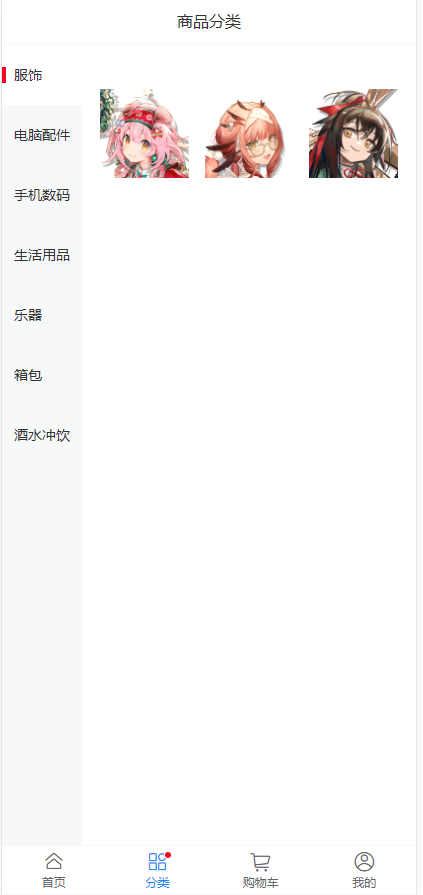 商品分类
服饰
电脑配件
手机数码
生活用品
乐器
箱包
酒水冲饮
首页
分类
购物车
我的